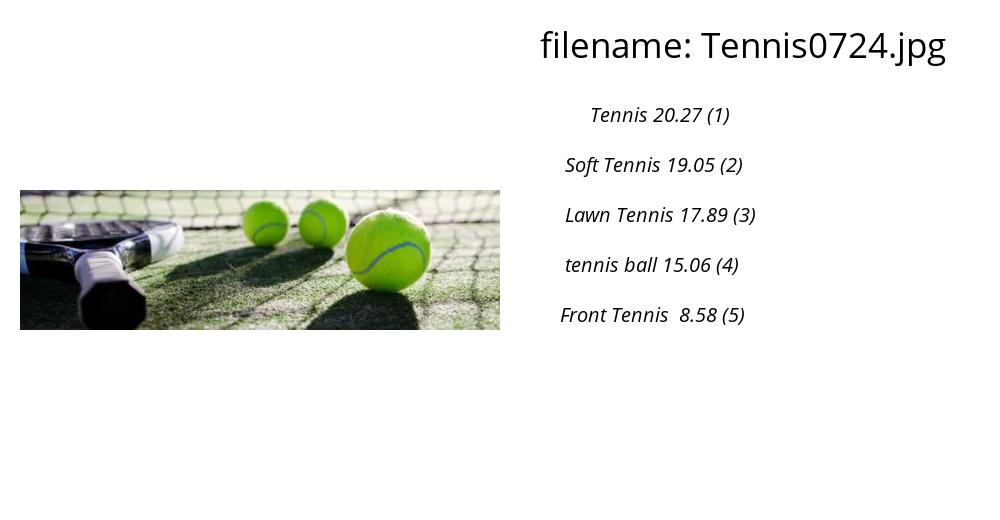 filename: Tennis0724.jpg
Tennis 20.27 (1)
Soft Tennis 19.05 (2)
Lawn Tennis 17.89 (3)
tennis ball 15.06 (4)
Front Tennis  8.58 (5)